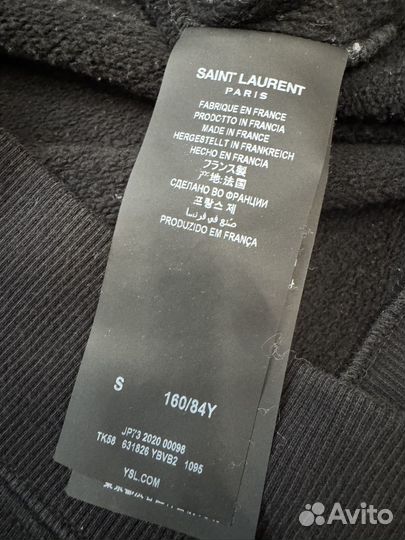 SAINT LAURENT
PARIS
FABRIQUE EN FRANCE
PRODOTTO IN FRANCIA
MADE IN FRANCE
HERGESTELLT IN FRANKREICH
HECHO EN FRANCIA
フランス製
产地:法国
СДЕЛАНО ВО ФРАНЦИИ
프랑스 제
صنع في فرنسا
PRODUZIDO EM FRANÇA
S 160/84Y
JP73 2020 00098
TK58 631826 YBVB2 1095
YSL.COM
Avito